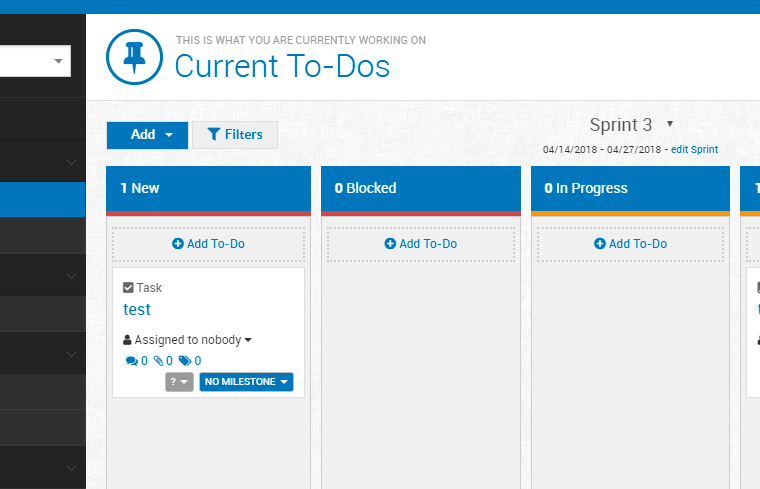 THIS IS WHAT YOU ARE CURRENTLY WORKING ON
Current To-Dos
Add
Filters
Sprint 3
04/14/2018 - 04/27/2018 - edit Sprint
1 New
0 Blocked
0 In Progress
1
Add To-Do
Add To-Do
Add To-Do
Task
test
Assigned to nobody
0 0 0
?
NO MILESTONE